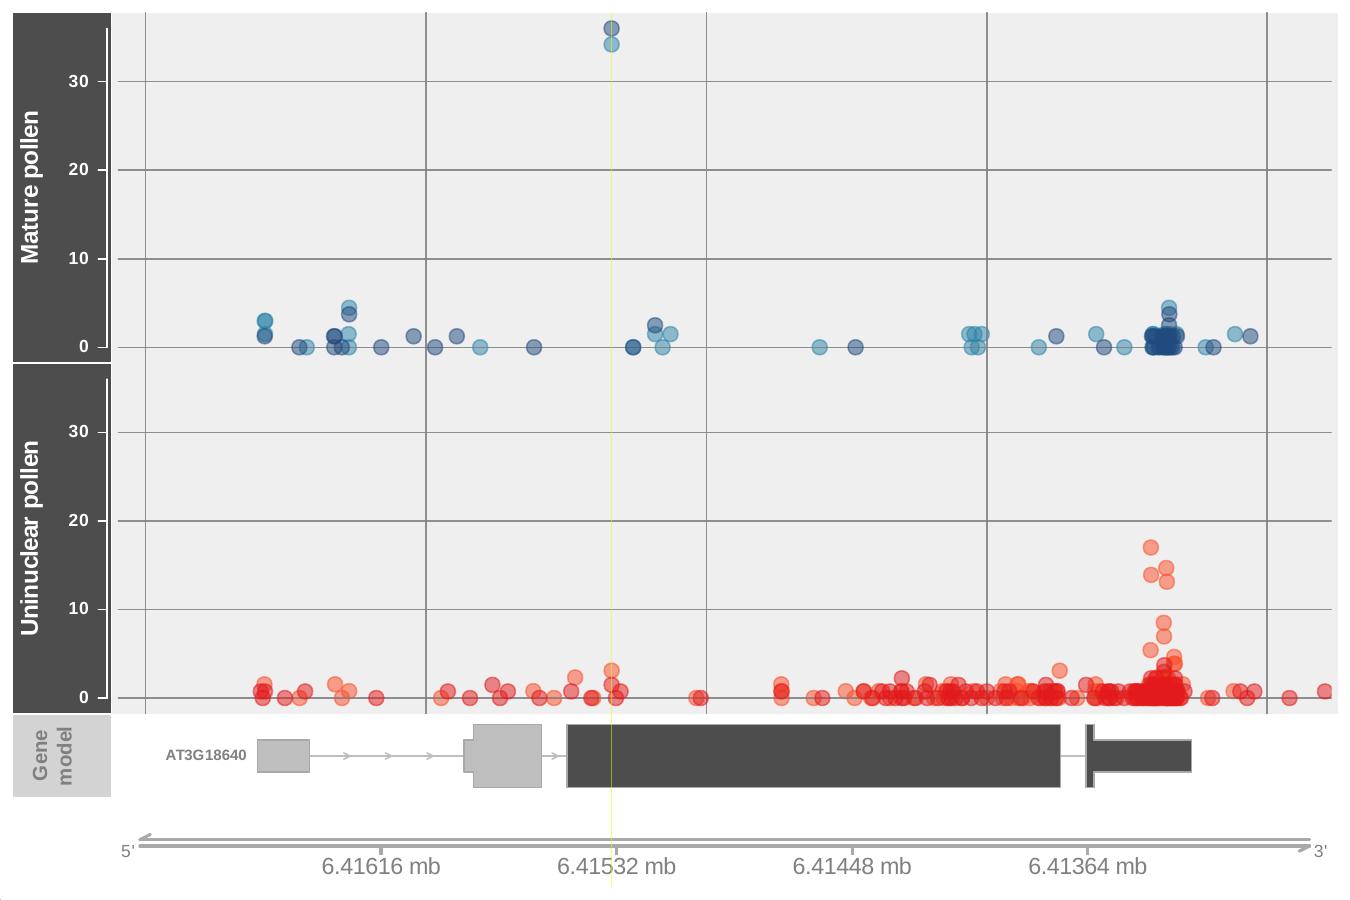 Mature pollen
30
20
10
0
Uninuclear pollen
30
20
10
0
Gene
model
AT3G18640
5'
3'
6.41616 mb
6.41532 mb
6.41448 mb
6.41364 mb